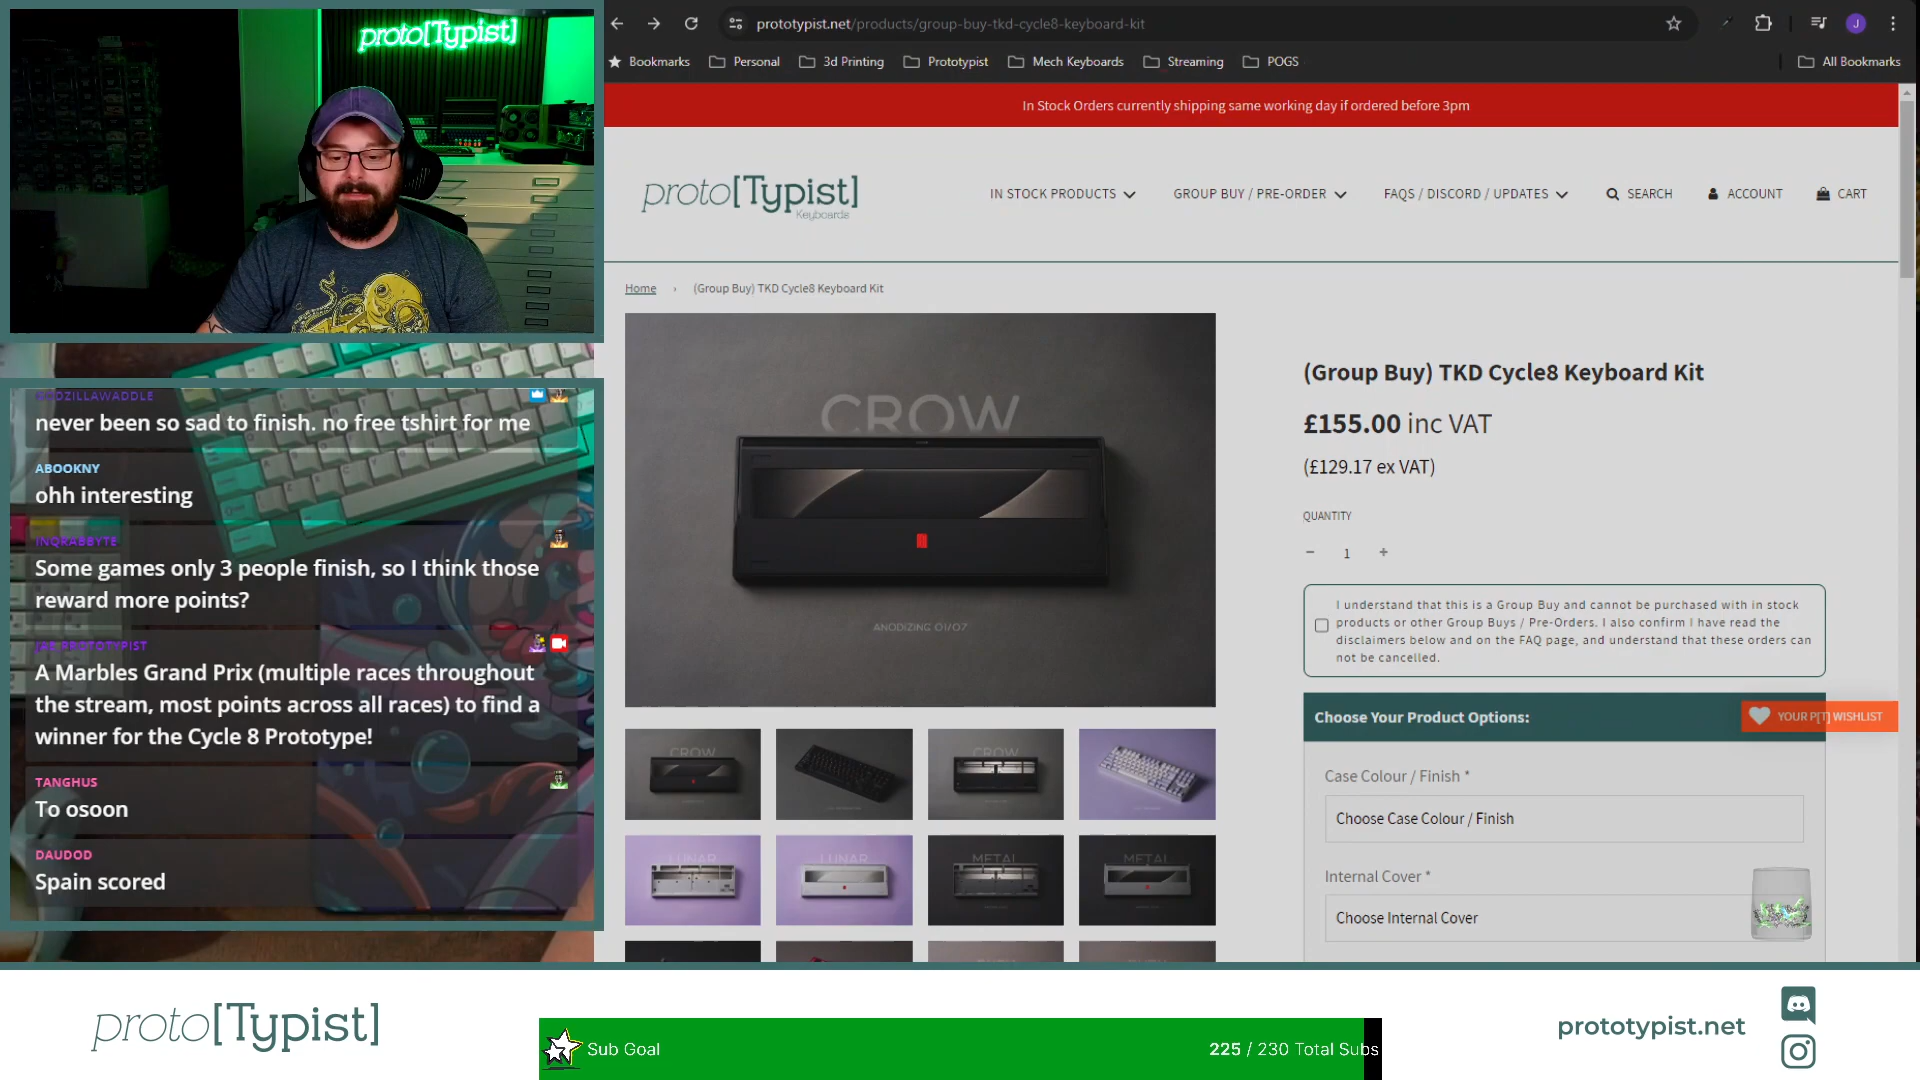 proto[Typist]
GODZILLAWADDLE
never been so sad to finish. no free tshirt for me
ABOOKNY
ohh interesting
INQRABBYTE
Some games only 3 people finish, so I think those
reward more points?
JAE_PROTOTYPIST
A Marbles Grand Prix (multiple races throughout
the stream, most points across all races) to find a
winner for the Cycle 8 Prototype!
TANGHUS
To osoon
DAUDOD
Spain scored
prototypist.net/products/group-buy-tkd-cycle8-keyboard-kit
J
Bookmarks Personal 3d Printing Prototypist Mech Keyboards Streaming POGS All Bookmarks
In Stock Orders currently shipping same working day if ordered before 3pm
proto[Typist]
Keyboards
IN STOCK PRODUCTS GROUP BUY / PRE-ORDER FAQS / DISCORD / UPDATES SEARCH ACCOUNT CART
Home › (Group Buy) TKD Cycle8 Keyboard Kit
CROW
ANODIZING 01/07
CROW CROW
LUNAR LUNAR METAL METAL
(Group Buy) TKD Cycle8 Keyboard Kit
£155.00 inc VAT
(£129.17 ex VAT)
QUANTITY
− 1 +
I understand that this is a Group Buy and cannot be purchased with in stock
products or other Group Buys / Pre-Orders. I also confirm I have read the
disclaimers below and on the FAQ page, and understand that these orders can
not be cancelled.
Choose Your Product Options:
YOUR P[T] WISHLIST
Case Colour / Finish *
Choose Case Colour / Finish
Internal Cover *
Choose Internal Cover
proto[Typist]
Sub Goal
225 / 230 Total Subs
prototypist.net